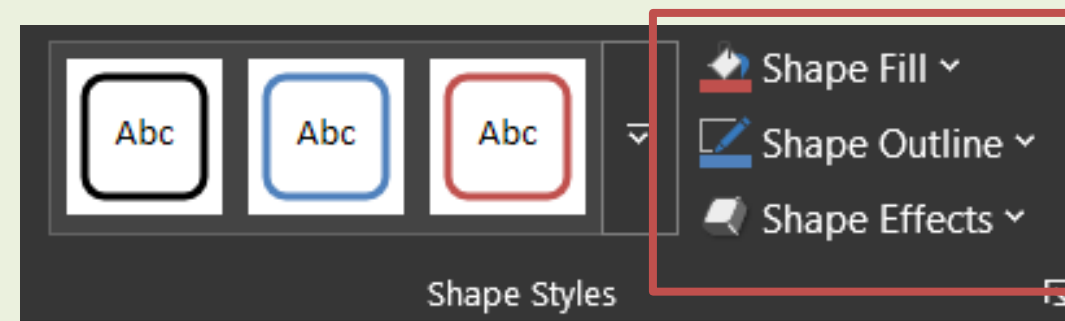 Abc Abc Abc
Shape Fill
Shape Outline
Shape Effects
Shape Styles